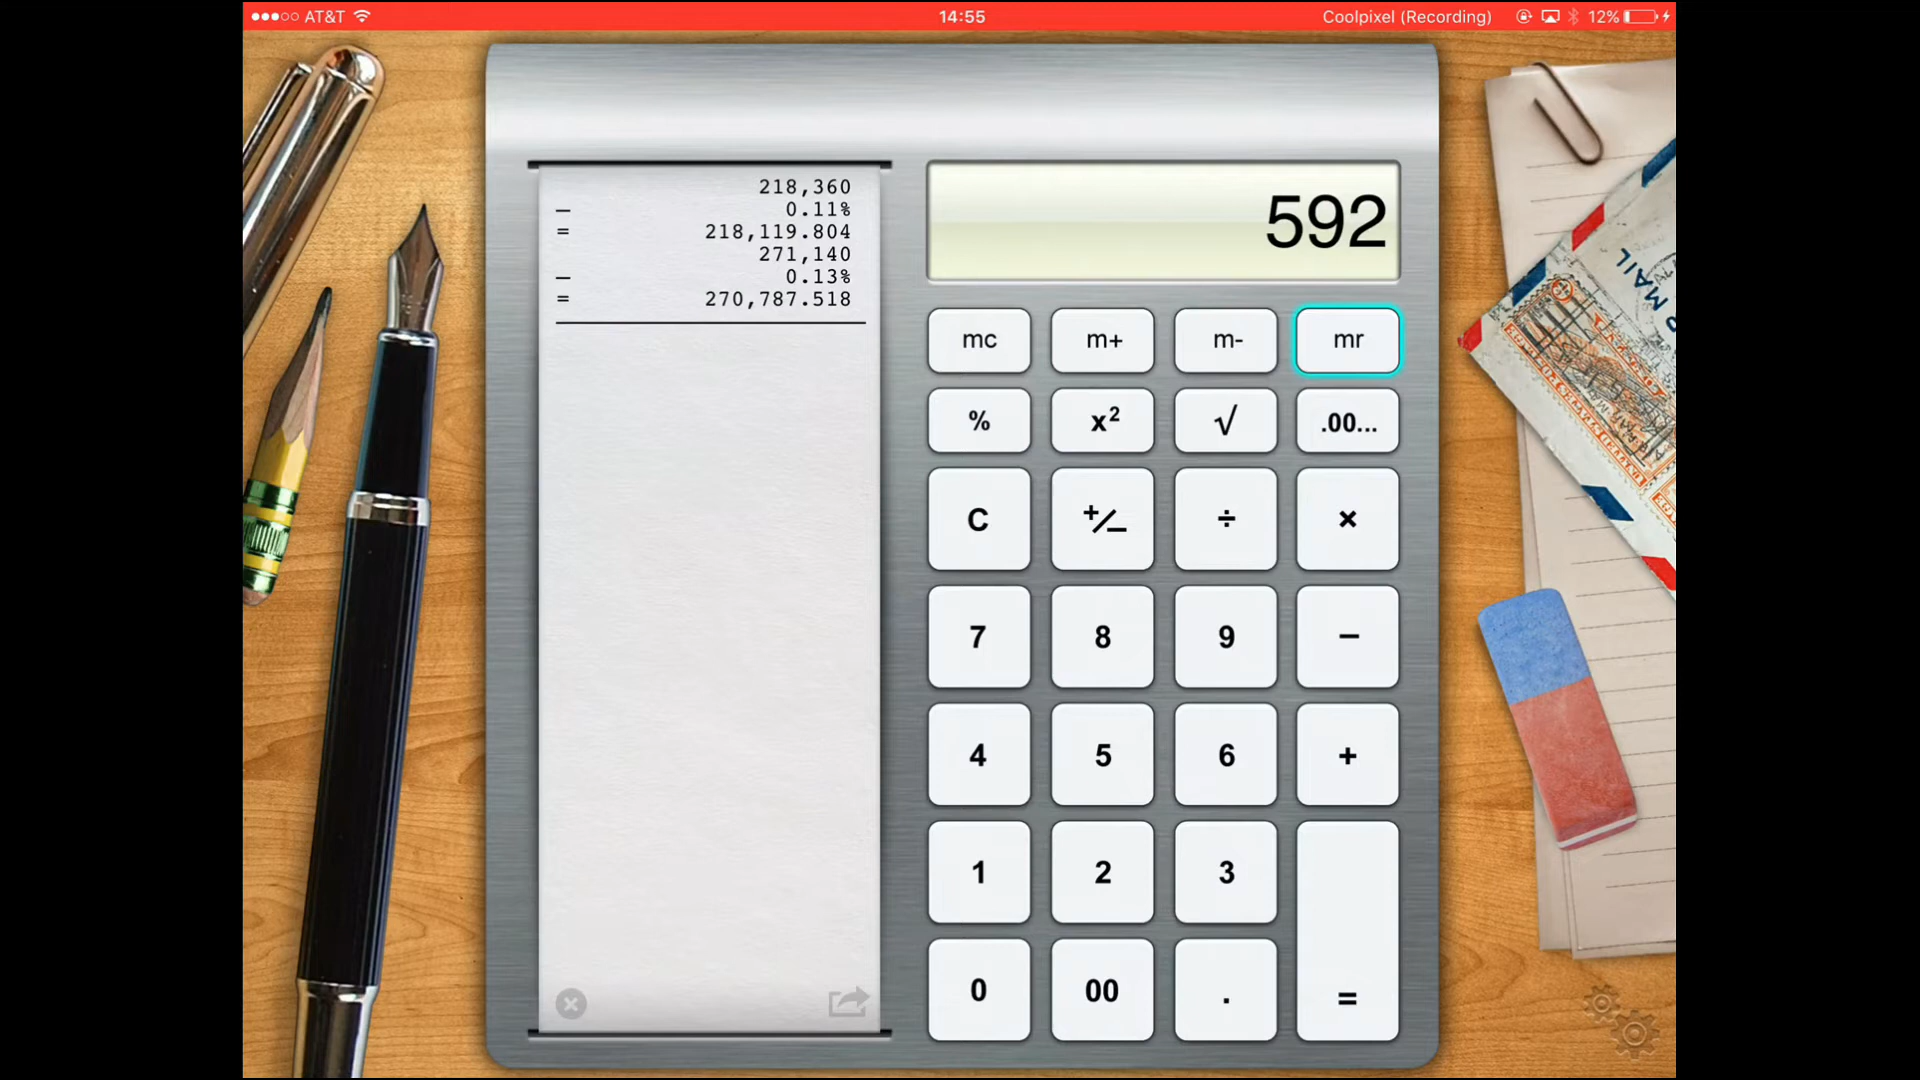 AT&T
14:55
Coolpixel (Recording)
12%
218,360
– 0.11%
= 218,119.804
271,140
– 0.13%
= 270,787.518
592
mc m+ m- mr
% x² √ .00...
C +/– ÷ ×
7 8 9 –
4 5 6 +
1 2 3
0 00 . =
MAIL